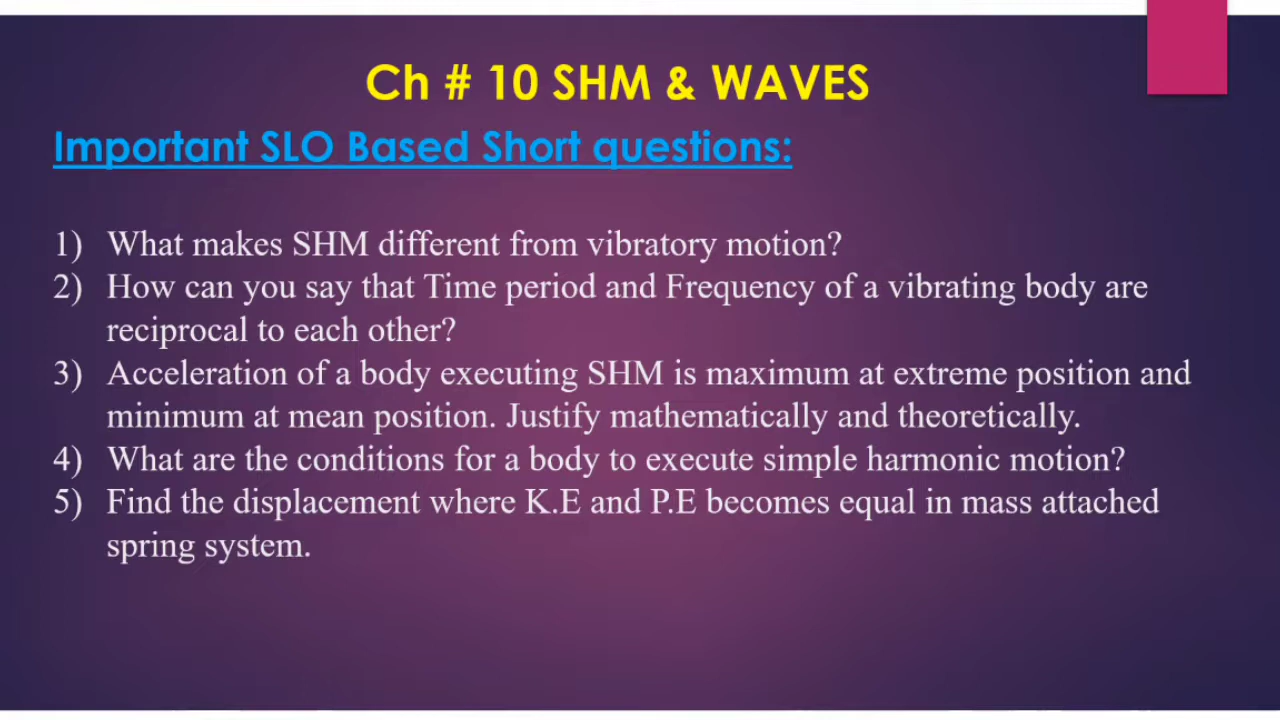 Ch # 10 SHM & WAVES
Important SLO Based Short questions:
1) What makes SHM different from vibratory motion?
2) How can you say that Time period and Frequency of a vibrating body are
reciprocal to each other?
3) Acceleration of a body executing SHM is maximum at extreme position and
minimum at mean position. Justify mathematically and theoretically.
4) What are the conditions for a body to execute simple harmonic motion?
5) Find the displacement where K.E and P.E becomes equal in mass attached
spring system.